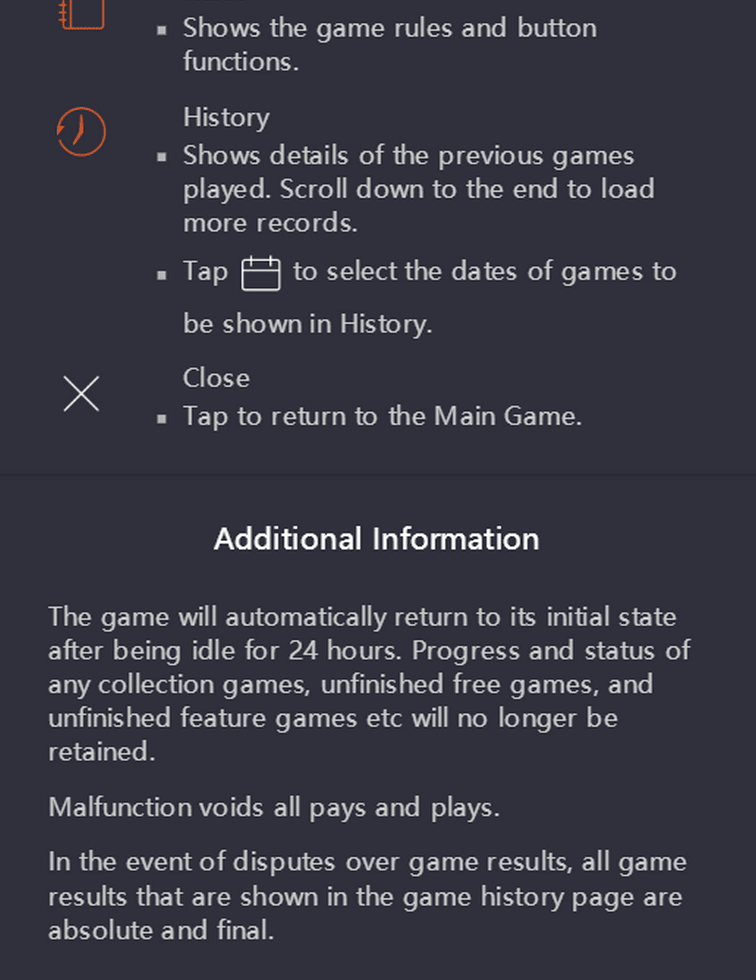 Shows the game rules and button
functions.
History
Shows details of the previous games
played. Scroll down to the end to load
more records.
Tap to select the dates of games to
be shown in History.
Close
Tap to return to the Main Game.
Additional Information
The game will automatically return to its initial state
after being idle for 24 hours. Progress and status of
any collection games, unfinished free games, and
unfinished feature games etc will no longer be
retained.
Malfunction voids all pays and plays.
In the event of disputes over game results, all game
results that are shown in the game history page are
absolute and final.